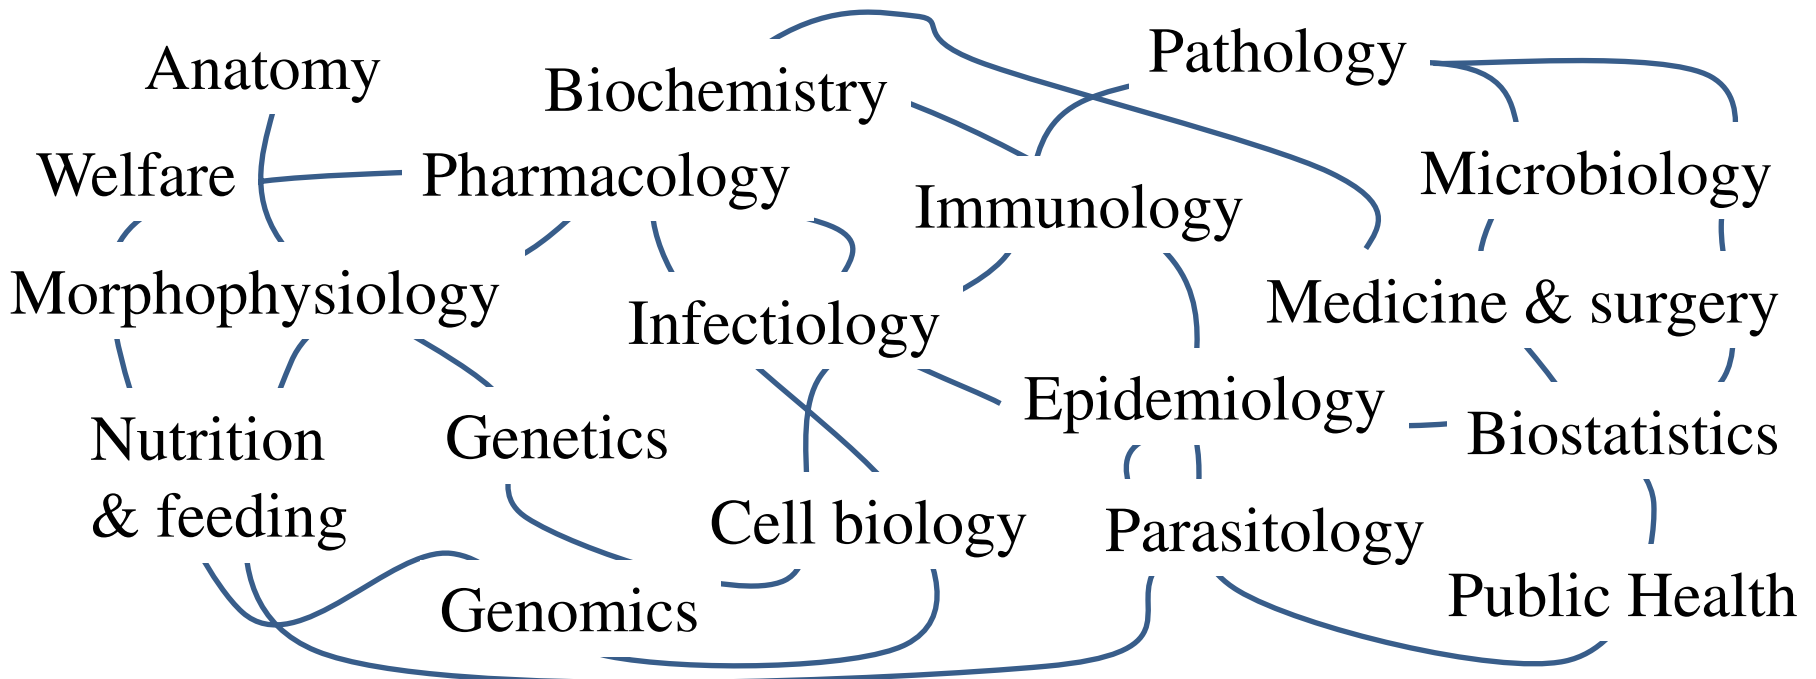 Anatomy
Biochemistry
Pathology
Welfare
Pharmacology
Immunology
Microbiology
Morphophysiology
Infectiology
Medicine & surgery
Nutrition
& feeding
Genetics
Epidemiology
Biostatistics
Cell biology
Parasitology
Genomics
Public Health